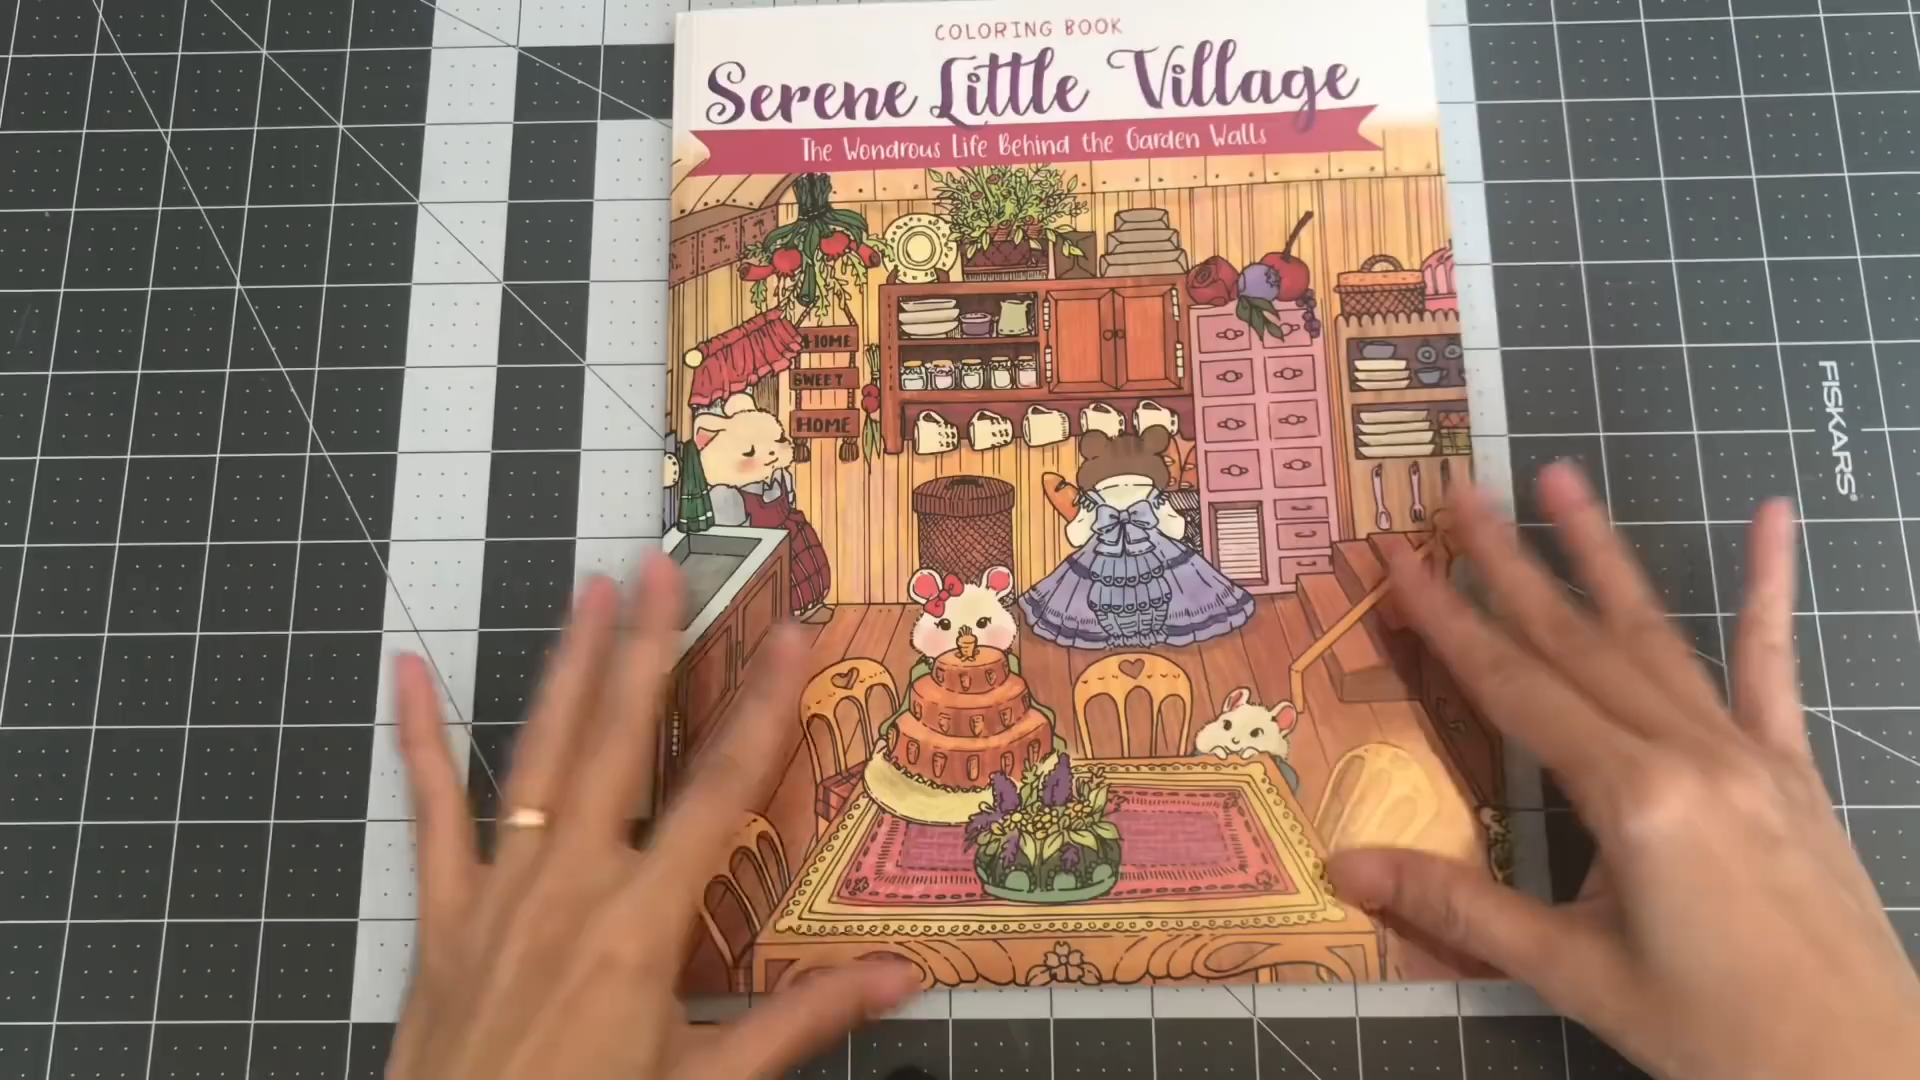 COLORING BOOK
Serene Little Village
The Wondrous Life Behind the Garden Walls
HOME
SWEET
HOME
FISKARS